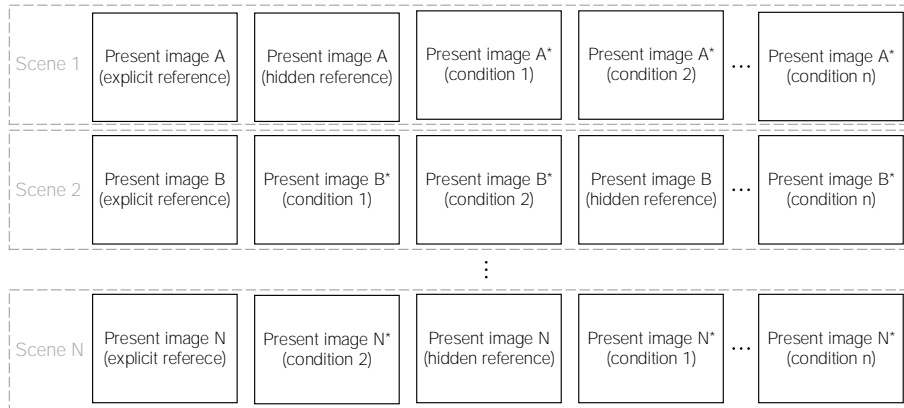 Scene 1
Present image A
(explicit reference)
Present image A
(hidden reference)
Present image A*
(condition 1)
Present image A*
(condition 2)
...
Present image A*
(condition n)
Scene 2
Present image B
(explicit reference)
Present image B*
(condition 1)
Present image B*
(condition 2)
Present image B
(hidden reference)
...
Present image B*
(condition n)
⋮
Scene N
Present image N
(explicit referece)
Present image N*
(condition 2)
Present image N
(hidden reference)
Present image N*
(condition 1)
...
Present image N*
(condition n)